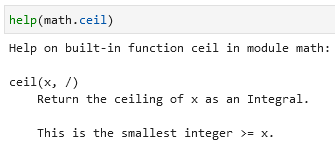 help(math.ceil)
Help on built-in function ceil in module math:
ceil(x, /)
    Return the ceiling of x as an Integral.
    This is the smallest integer >= x.